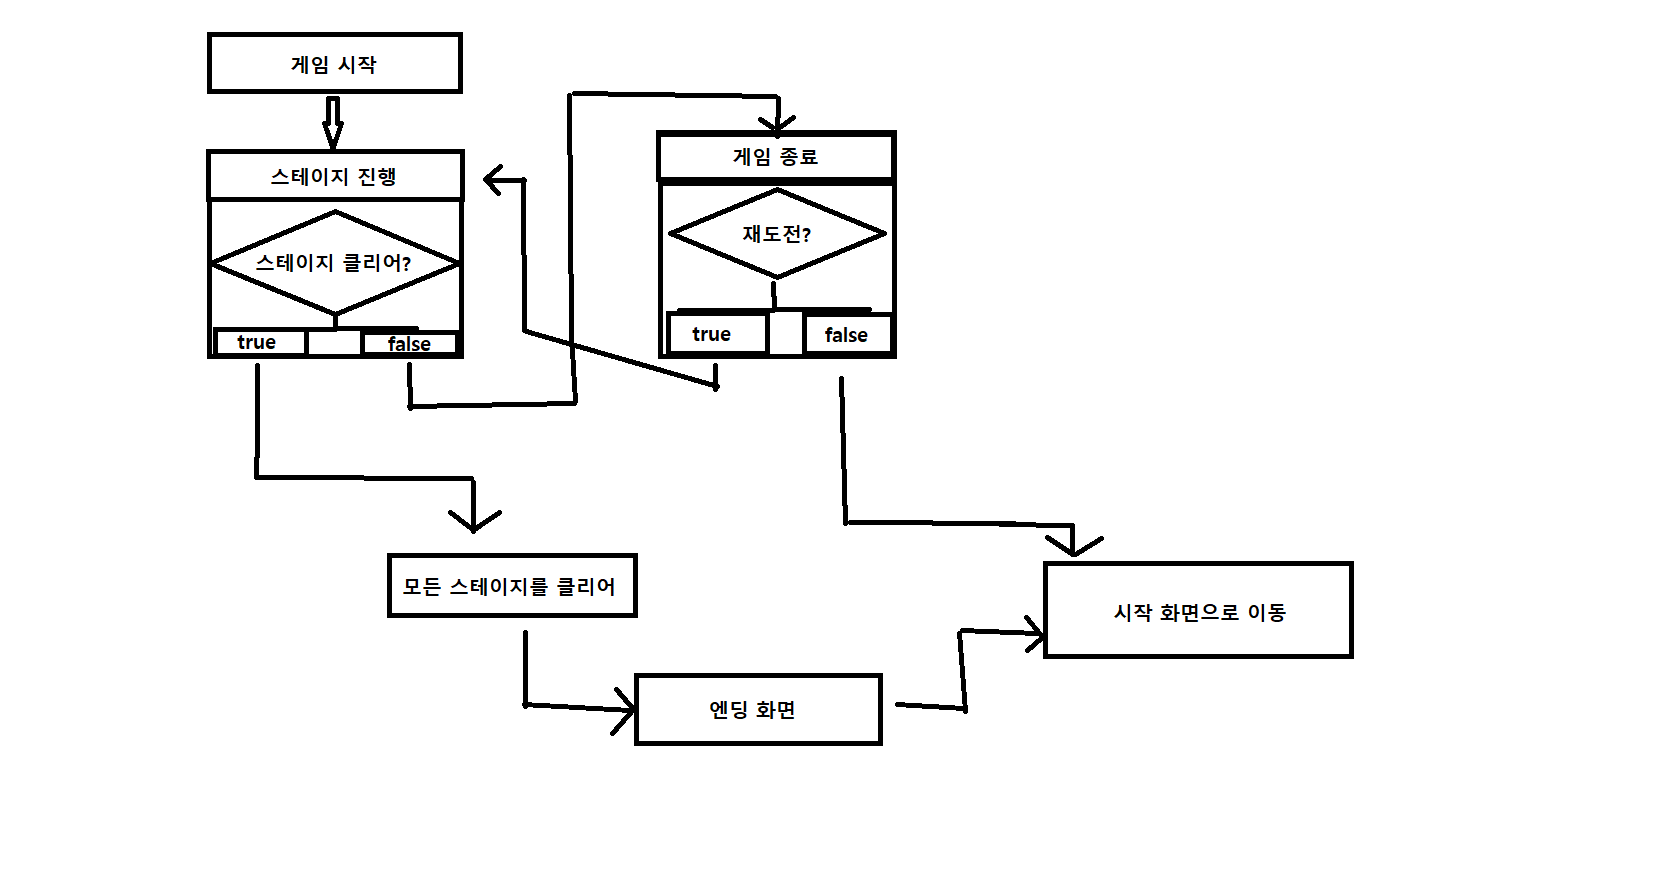 게임 시작
스테이지 진행
스테이지 클리어?
true
false
게임 종료
재도전?
true
false
모든 스테이지를 클리어
엔딩 화면
시작 화면으로 이동